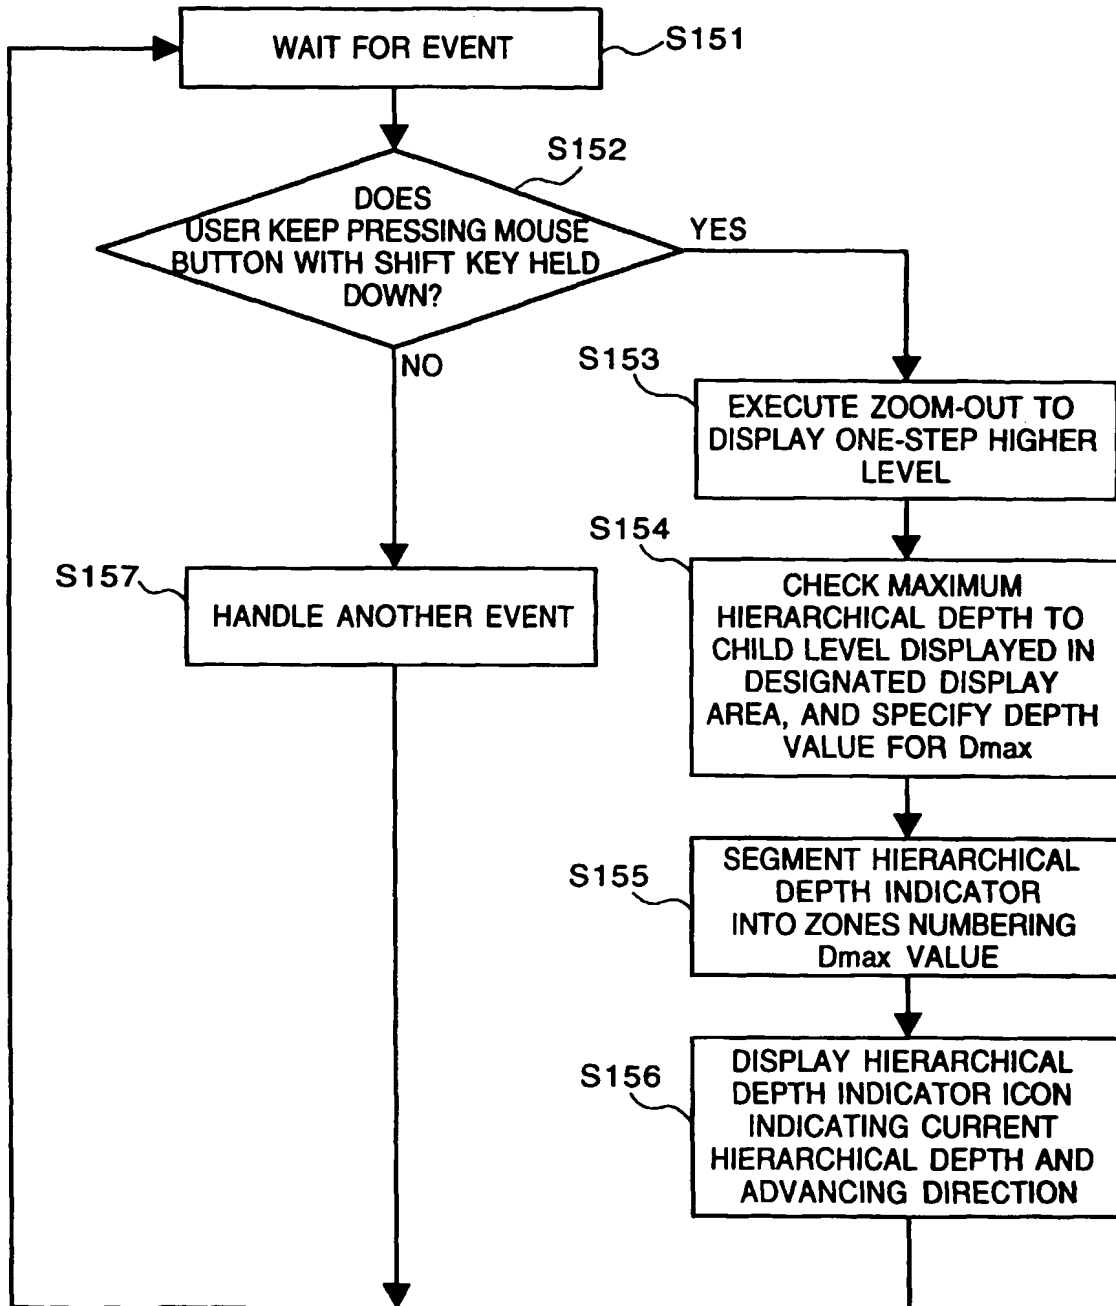 WAIT FOR EVENT
S151
S152
DOES
USER KEEP PRESSING MOUSE
BUTTON WITH SHIFT KEY HELD
DOWN?
YES
NO
S153
EXECUTE ZOOM-OUT TO
DISPLAY ONE-STEP HIGHER
LEVEL
S154
CHECK MAXIMUM
HIERARCHICAL DEPTH TO
CHILD LEVEL DISPLAYED IN
DESIGNATED DISPLAY
AREA, AND SPECIFY DEPTH
VALUE FOR Dmax
S157
HANDLE ANOTHER EVENT
S155
SEGMENT HIERARCHICAL
DEPTH INDICATOR
INTO ZONES NUMBERING
Dmax VALUE
S156
DISPLAY HIERARCHICAL
DEPTH INDICATOR ICON
INDICATING CURRENT
HIERARCHICAL DEPTH AND
ADVANCING DIRECTION